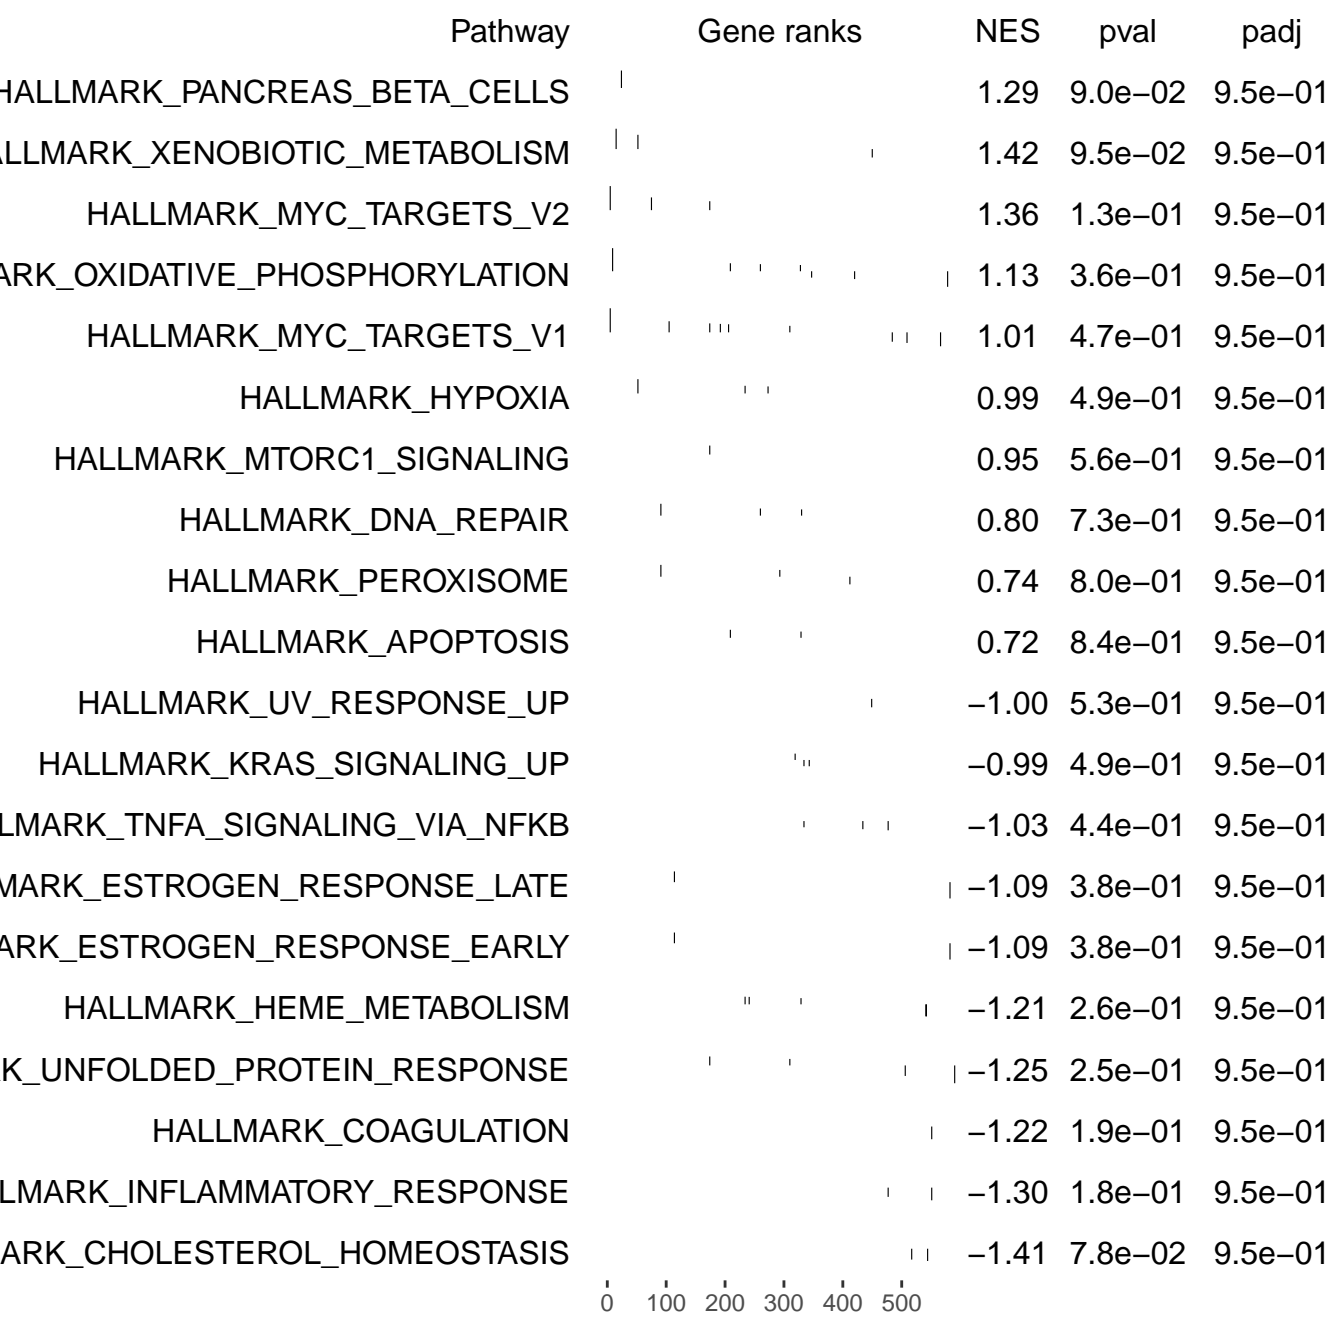 Pathway Gene ranks NES pval padj
HALLMARK_PANCREAS_BETA_CELLS 1.29 9.0e−02 9.5e−01
ALLMARK_XENOBIOTIC_METABOLISM 1.42 9.5e−02 9.5e−01
HALLMARK_MYC_TARGETS_V2 1.36 1.3e−01 9.5e−01
ARK_OXIDATIVE_PHOSPHORYLATION 1.13 3.6e−01 9.5e−01
HALLMARK_MYC_TARGETS_V1 1.01 4.7e−01 9.5e−01
HALLMARK_HYPOXIA 0.99 4.9e−01 9.5e−01
HALLMARK_MTORC1_SIGNALING 0.95 5.6e−01 9.5e−01
HALLMARK_DNA_REPAIR 0.80 7.3e−01 9.5e−01
HALLMARK_PEROXISOME 0.74 8.0e−01 9.5e−01
HALLMARK_APOPTOSIS 0.72 8.4e−01 9.5e−01
HALLMARK_UV_RESPONSE_UP −1.00 5.3e−01 9.5e−01
HALLMARK_KRAS_SIGNALING_UP −0.99 4.9e−01 9.5e−01
LMARK_TNFA_SIGNALING_VIA_NFKB −1.03 4.4e−01 9.5e−01
MARK_ESTROGEN_RESPONSE_LATE −1.09 3.8e−01 9.5e−01
ARK_ESTROGEN_RESPONSE_EARLY −1.09 3.8e−01 9.5e−01
HALLMARK_HEME_METABOLISM −1.21 2.6e−01 9.5e−01
K_UNFOLDED_PROTEIN_RESPONSE −1.25 2.5e−01 9.5e−01
HALLMARK_COAGULATION −1.22 1.9e−01 9.5e−01
LMARK_INFLAMMATORY_RESPONSE −1.30 1.8e−01 9.5e−01
ARK_CHOLESTEROL_HOMEOSTASIS −1.41 7.8e−02 9.5e−01
0 100 200 300 400 500